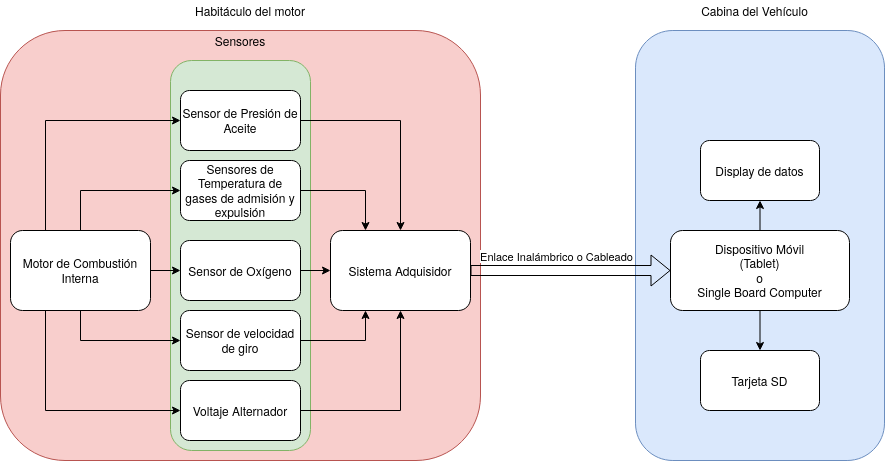 Habitáculo del motor
Cabina del Vehículo
Sensores
Sensor de Presión de
Aceite
Sensores de
Temperatura de
gases de admisión y
expulsión
Motor de Combustión
Interna
Sensor de Oxígeno
Sistema Adquisidor
Sensor de velocidad
de giro
Voltaje Alternador
Enlace Inalámbrico o Cableado
Display de datos
Dispositivo Móvil
(Tablet)
o
Single Board Computer
Tarjeta SD